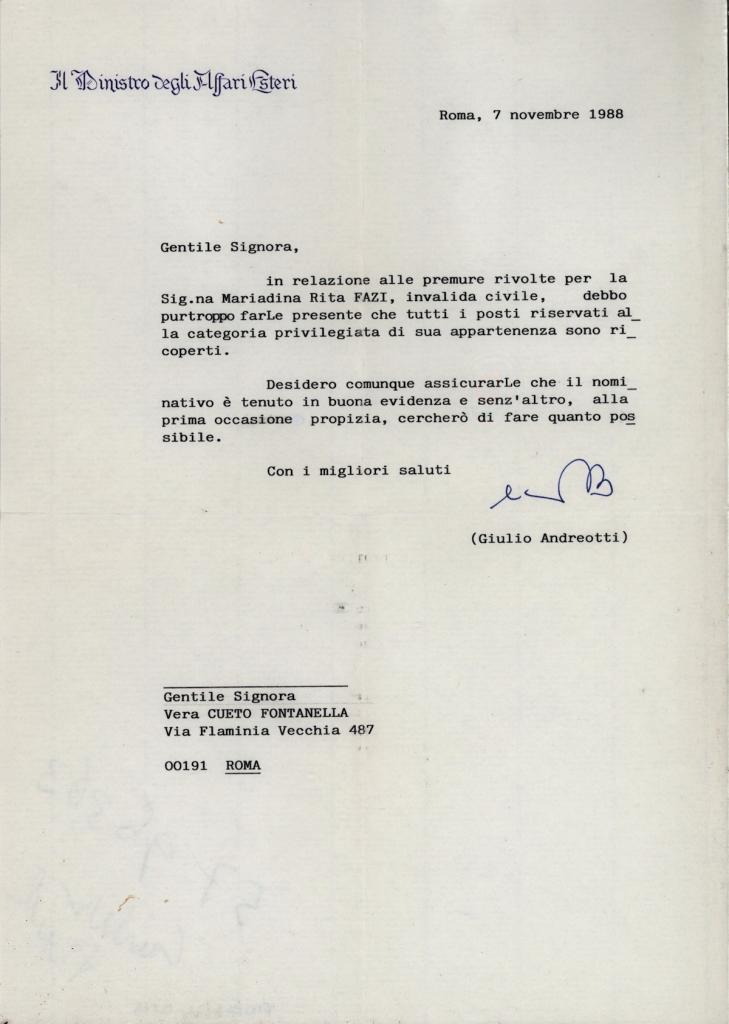 Il Ministro degli Affari Esteri
Roma, 7 novembre 1988
Gentile Signora,
in relazione alle premure rivolte per la
Sig.na Mariadina Rita FAZI, invalida civile, debbo
purtroppo farLe presente che tutti i posti riservati al_
la categoria privilegiata di sua appartenenza sono ri_
coperti.
Desidero comunque assicurarLe che il nomi_
nativo è tenuto in buona evidenza e senz'altro, alla
prima occasione propizia, cercherò di fare quanto pos
sibile.
Con i migliori saluti
(Giulio Andreotti)
Gentile Signora
Vera CUETO FONTANELLA
Via Flaminia Vecchia 487
00191 ROMA